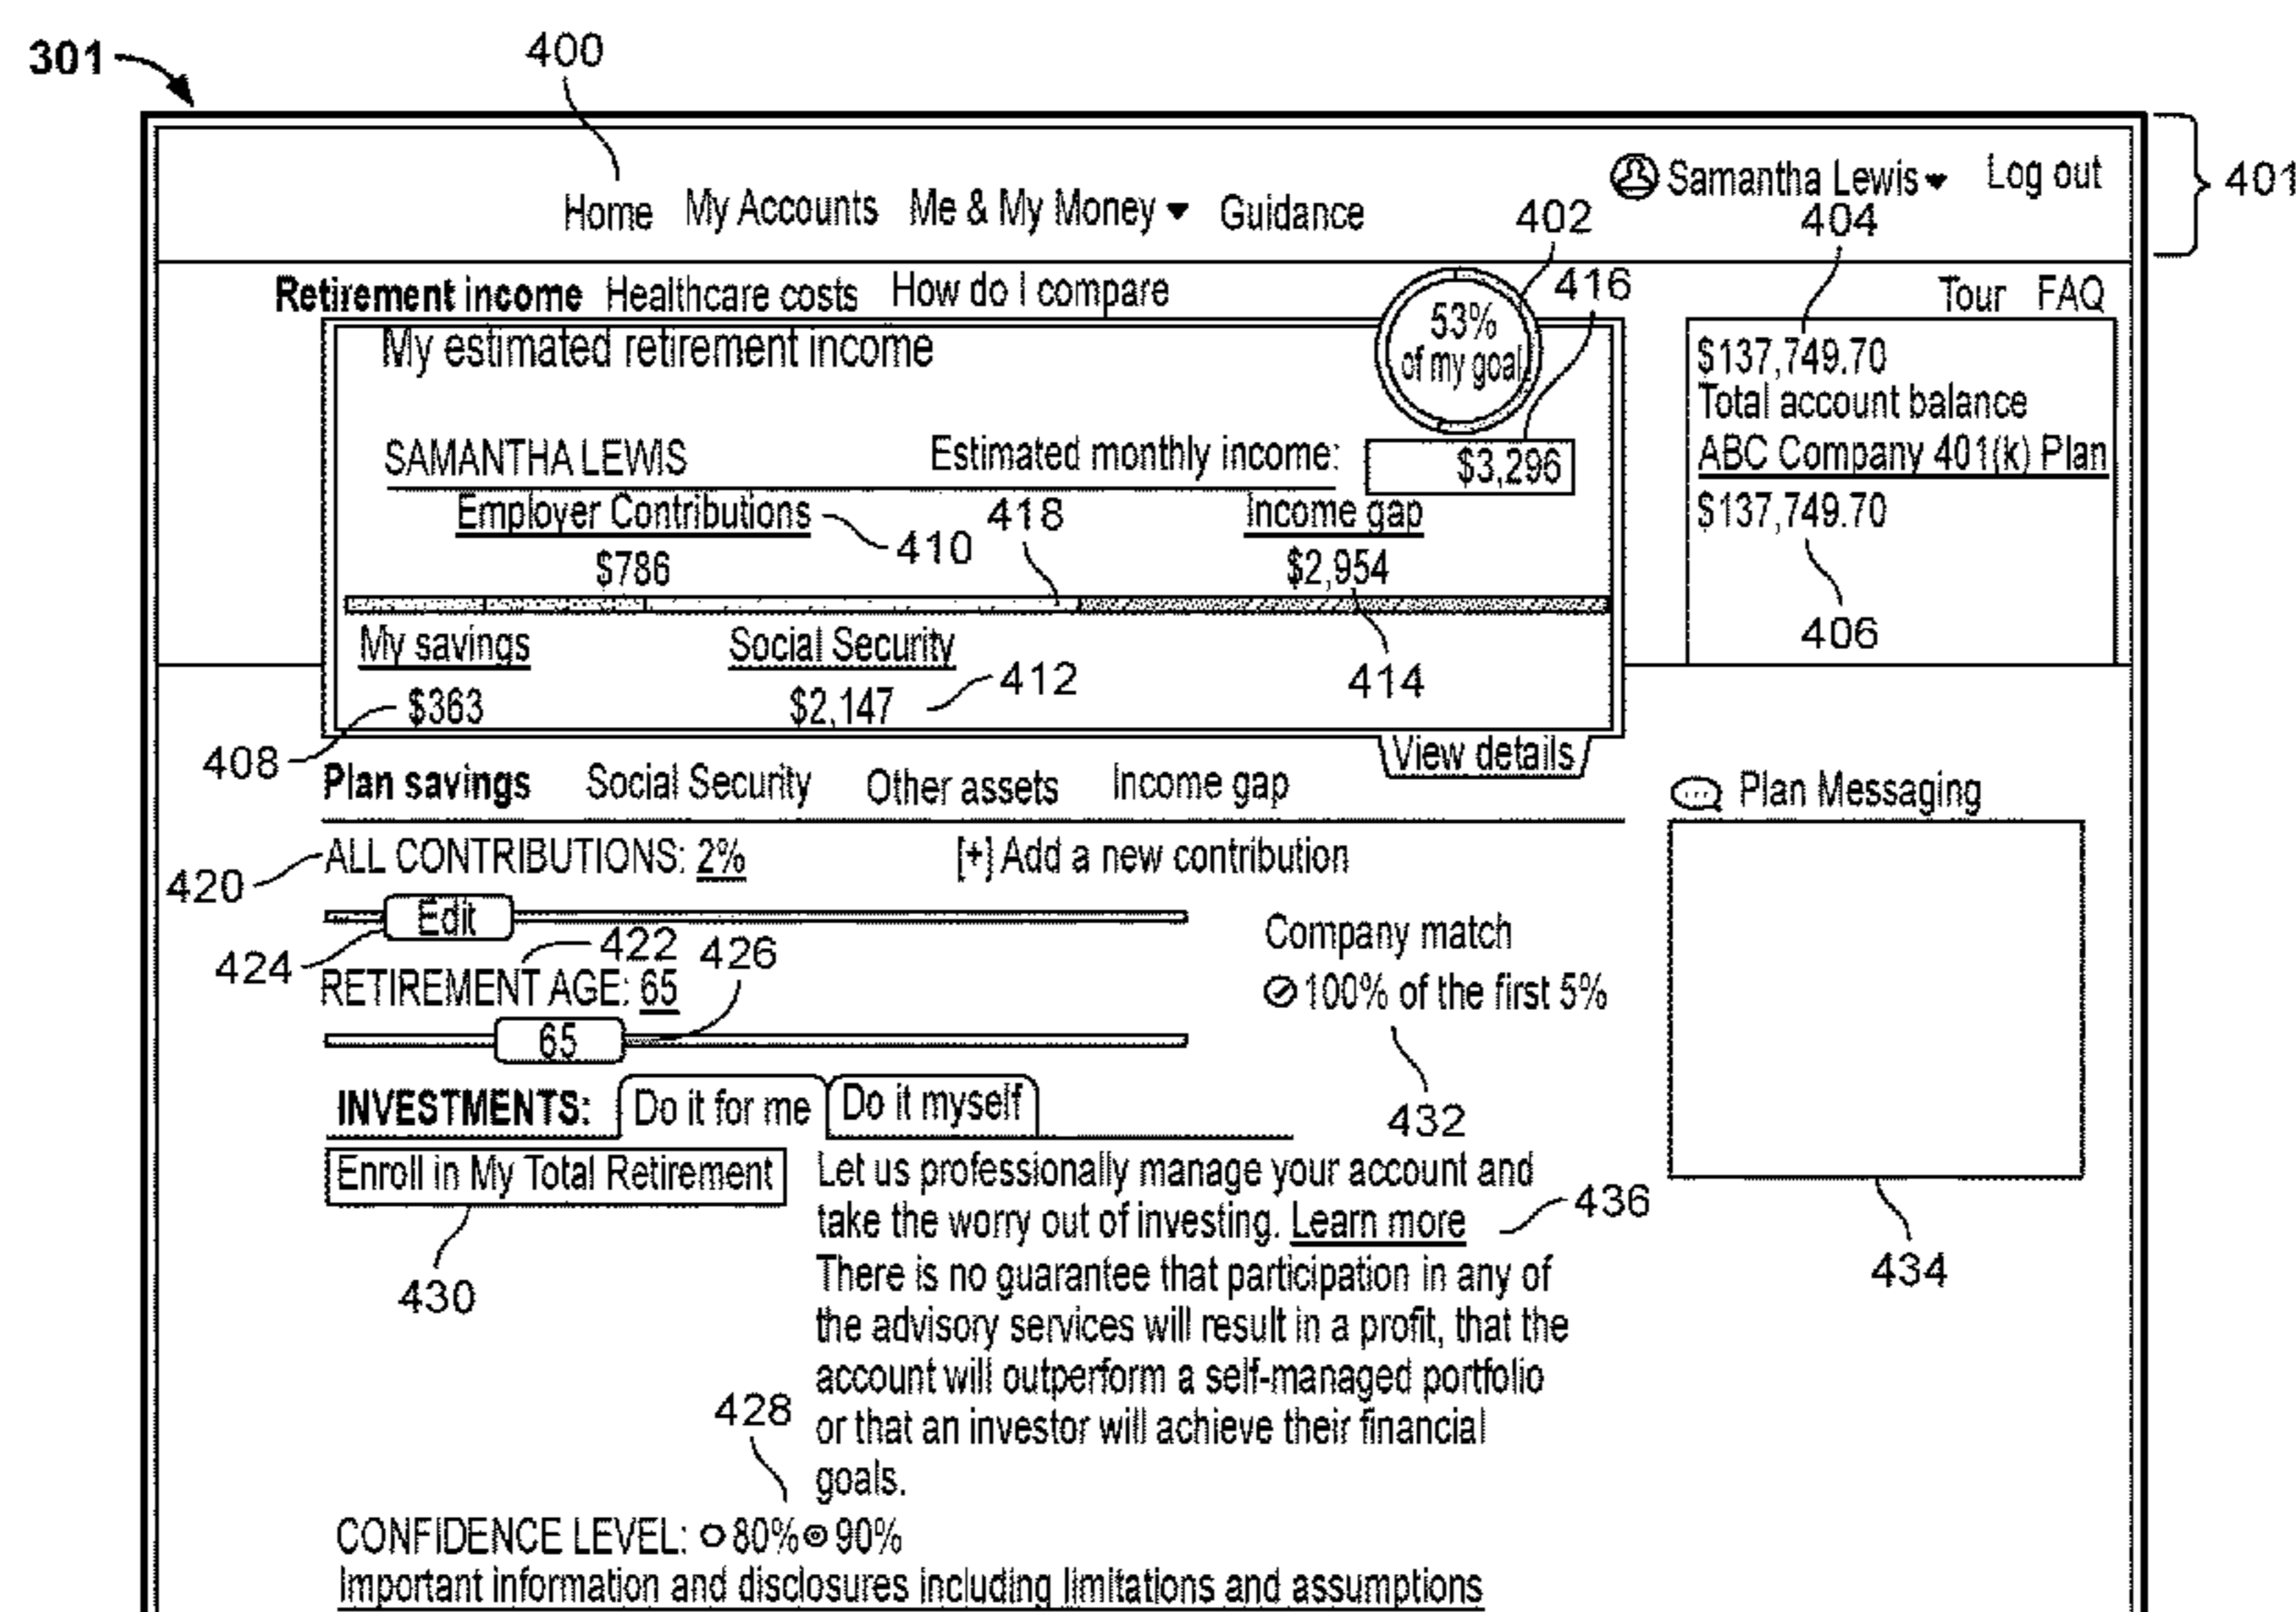 301
400
401
Samantha Lewis Log out
Home My Accounts Me & My Money Guidance
402
404
416
Retirement income Healthcare costs How do I compare
Tour FAQ
53%
of my goal
My estimated retirement income
$137,749.70
Total account balance
SAMANTHA LEWIS Estimated monthly income: $3,296
ABC Company 401(k) Plan
Employer Contributions 410 418 Income gap
$137,749.70
$786 $2,954
406
My savings Social Security
414
$363 $2,147 412
408
View details
Plan savings Social Security Other assets Income gap
Plan Messaging
420 ALL CONTRIBUTIONS: 2% [+] Add a new contribution
424 Edit
422 426
Company match
RETIREMENT AGE: 65
100% of the first 5%
65
432
INVESTMENTS: Do it for me Do it myself
Enroll in My Total Retirement
430
Let us professionally manage your account and
take the worry out of investing. Learn more
436
434
There is no guarantee that participation in any of
the advisory services will result in a profit, that the
account will outperform a self-managed portfolio
or that an investor will achieve their financial
goals.
428
CONFIDENCE LEVEL: 80% 90%
Important information and disclosures including limitations and assumptions